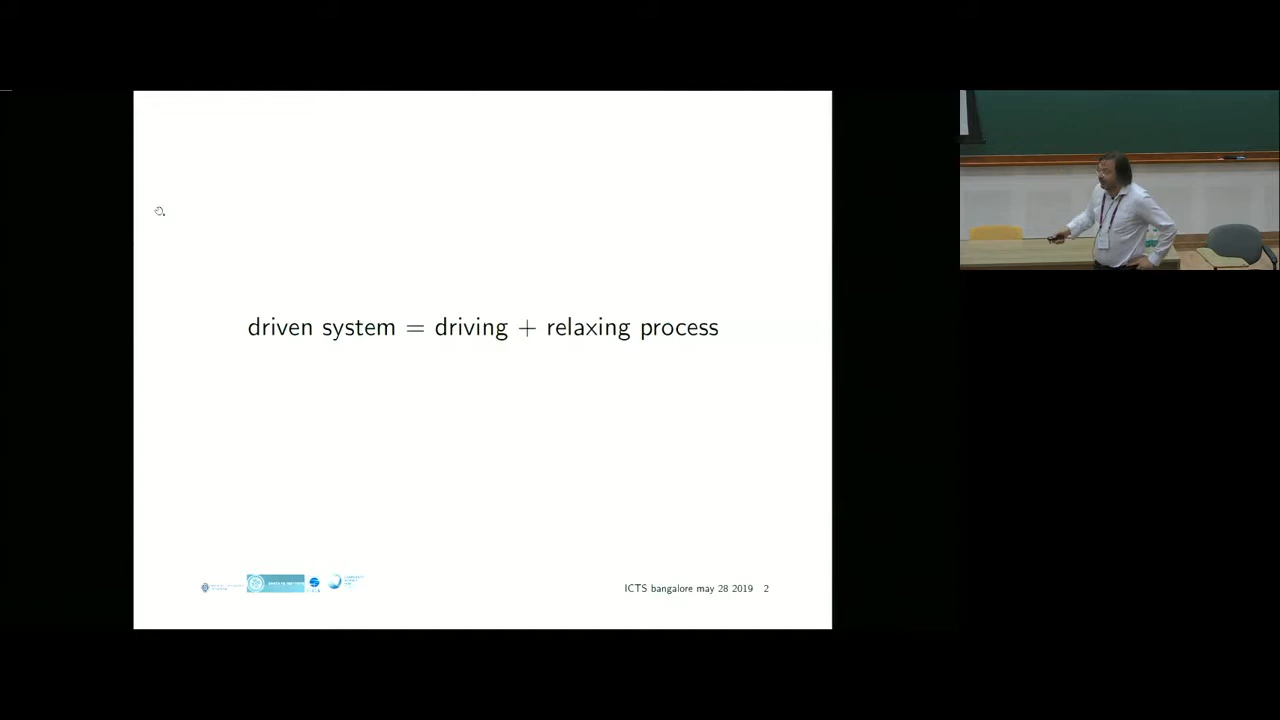 driven system = driving + relaxing process
ICTS bangalore may 28 2019 2